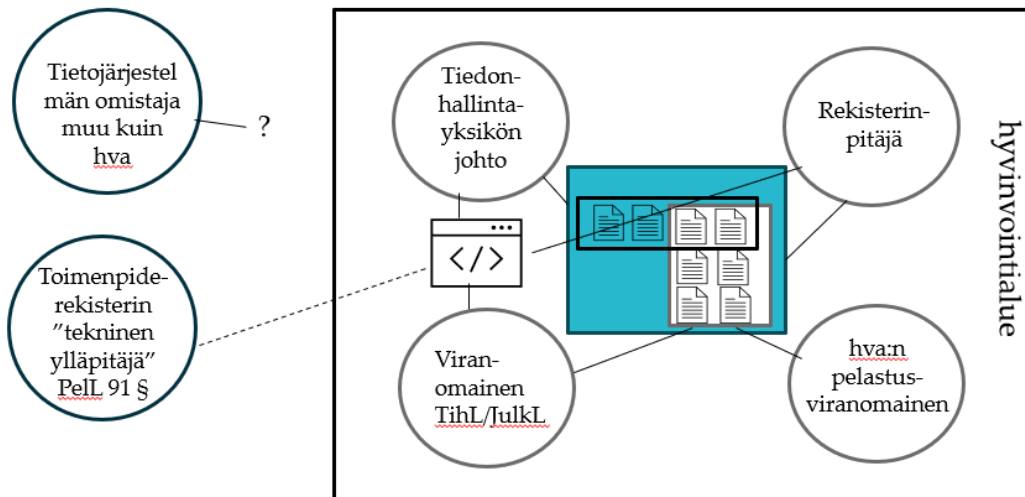 Tietojärjestel
män omistaja
muu kuin
hva
?
Toimenpide-
rekisterin
"tekninen
ylläpitäjä"
PelL 91 §
Tiedon-
hallinta-
yksikön
johto
Rekisterin-
pitäjä
</>
Viran-
omainen
TihL/JulkL
hva:n
pelastus-
viranomainen
hyvinvointialue